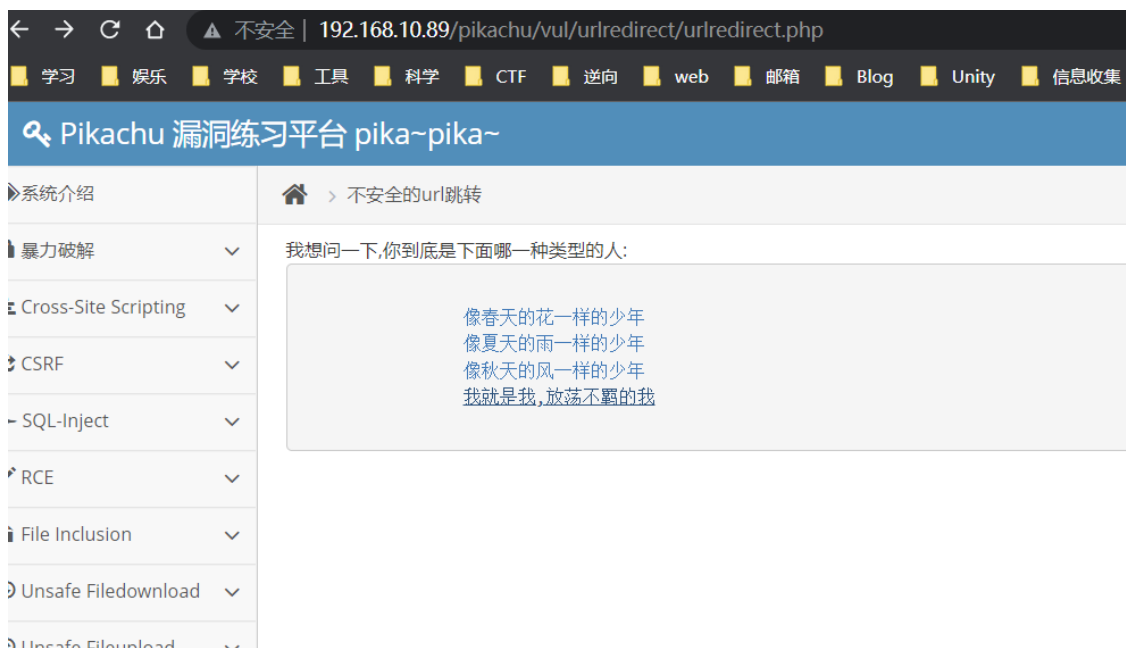 不安全 | 192.168.10.89/pikachu/vul/urlredirect/urlredirect.php
学习 娱乐 学校 工具 科学 CTF 逆向 web 邮箱 Blog Unity 信息收集
Pikachu 漏洞练习平台 pika~pika~
系统介绍
不安全的url跳转
暴力破解
我想问一下,你到底是下面哪一种类型的人:
Cross-Site Scripting
像春天的花一样的少年
像夏天的雨一样的少年
CSRF
像秋天的风一样的少年
我就是我,放荡不羁的我
SQL-Inject
RCE
File Inclusion
Unsafe Filedownload
Unsafe Fileupload